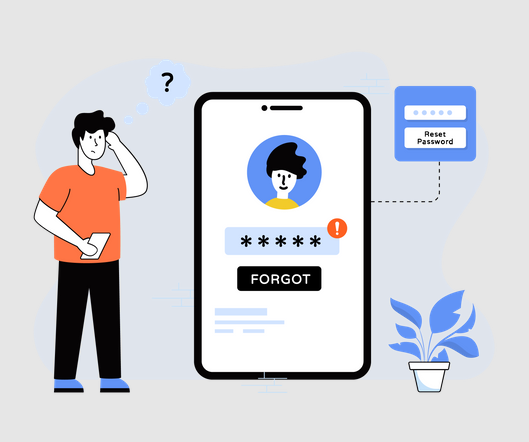 ?
* * * * *
!
FORGOT
* * * * *
Reset
Password